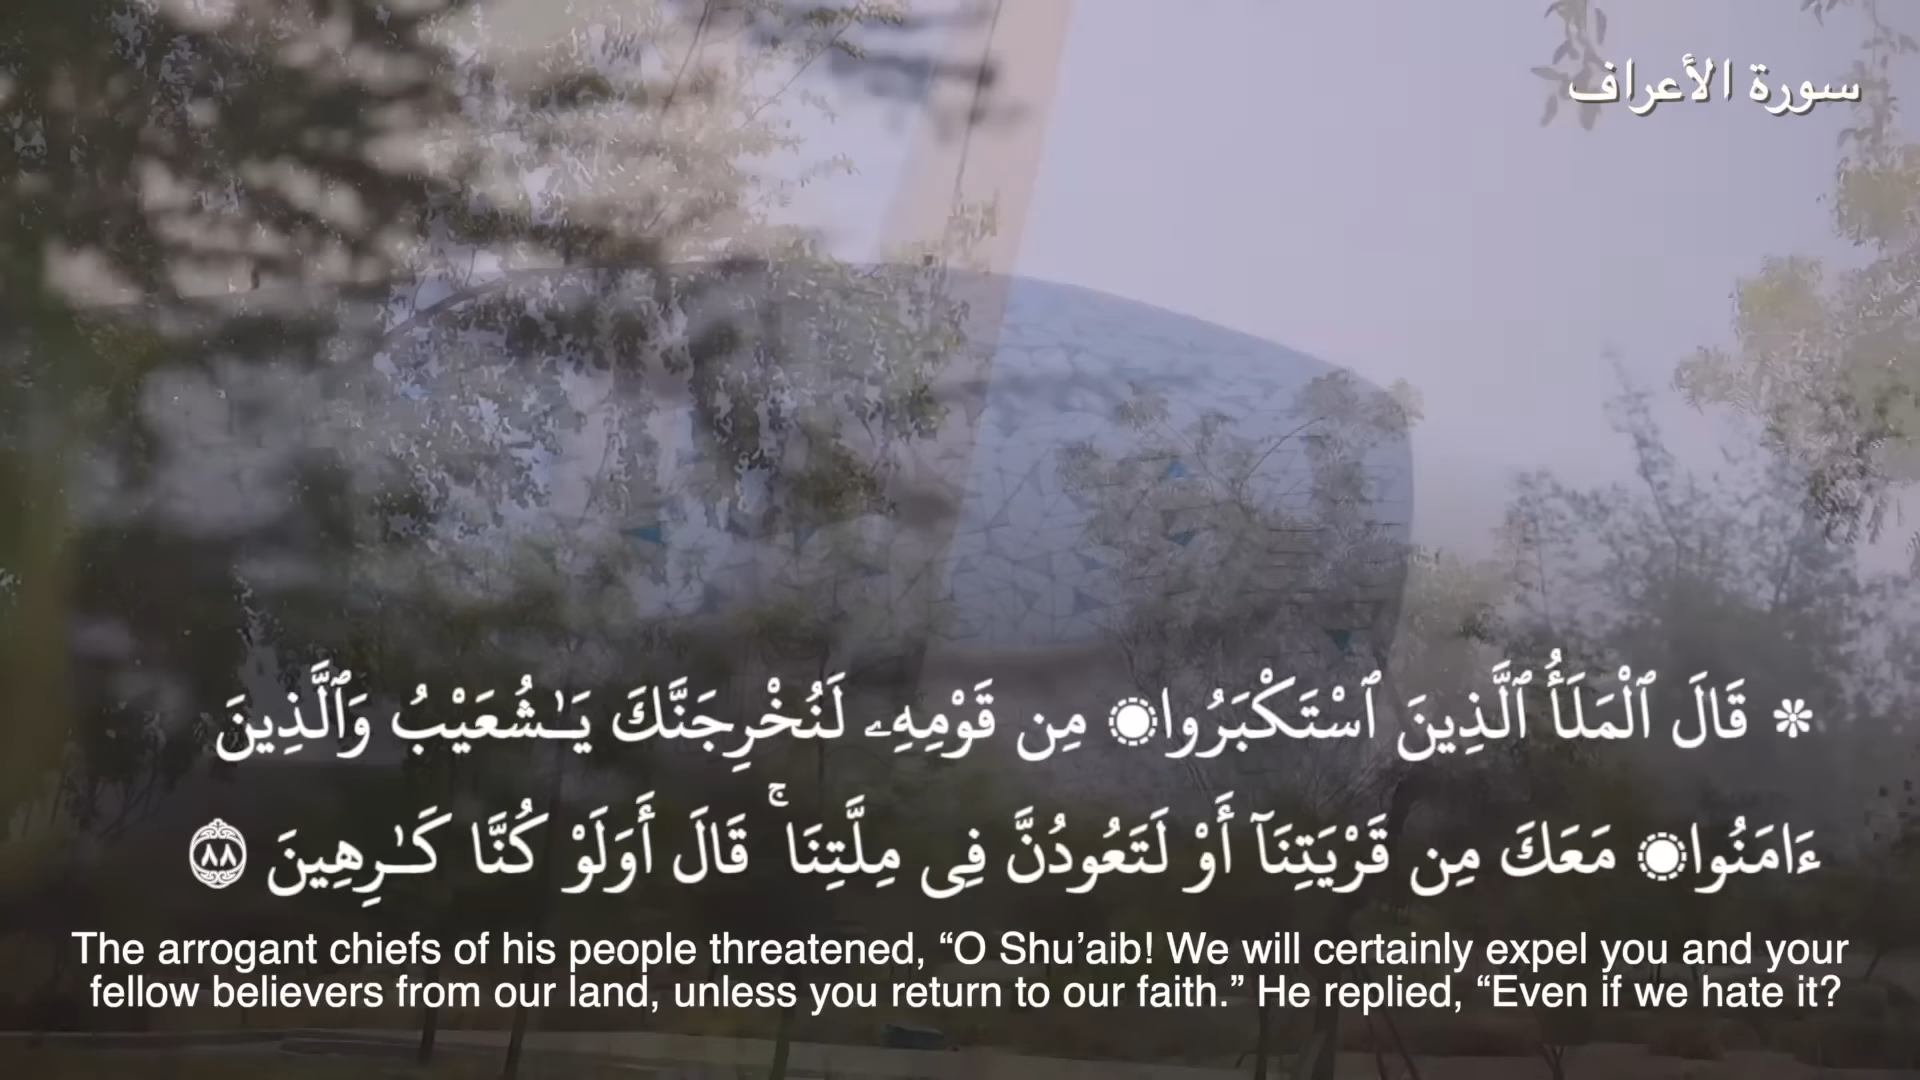 سورة الأعراف
۞ قَالَ ٱلْمَلَأُ ٱلَّذِينَ ٱسْتَكْبَرُوا۟ مِن قَوْمِهِۦ لَنُخْرِجَنَّكَ يَـٰشُعَيْبُ وَٱلَّذِينَ
ءَامَنُوا۟ مَعَكَ مِن قَرْيَتِنَآ أَوْ لَتَعُودُنَّ فِى مِلَّتِنَا ۚ قَالَ أَوَلَوْ كُنَّا كَـٰرِهِينَ ٨٨
The arrogant chiefs of his people threatened, “O Shu’aib! We will certainly expel you and your
fellow believers from our land, unless you return to our faith.” He replied, “Even if we hate it?